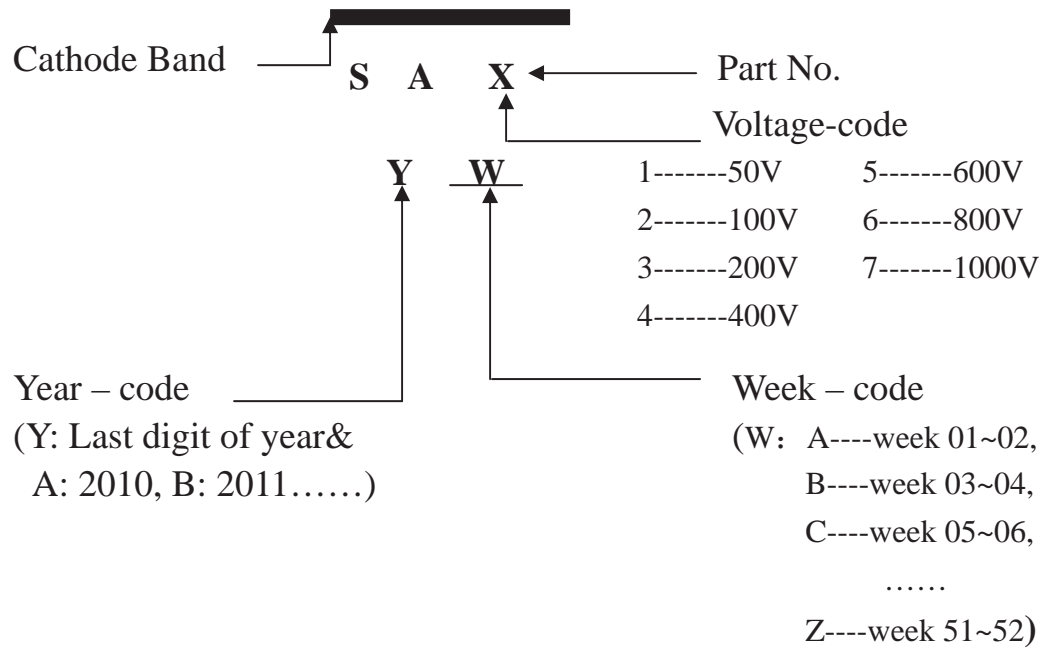 Cathode Band
S A X
Part No.
Voltage-code
Y W
1-------50V 5-------600V
2-------100V 6-------800V
3-------200V 7-------1000V
4-------400V
Year – code
(Y: Last digit of year&
A: 2010, B: 2011……)
Week – code
(W：A----week 01~02,
B----week 03~04,
C----week 05~06,
……
Z----week 51~52)